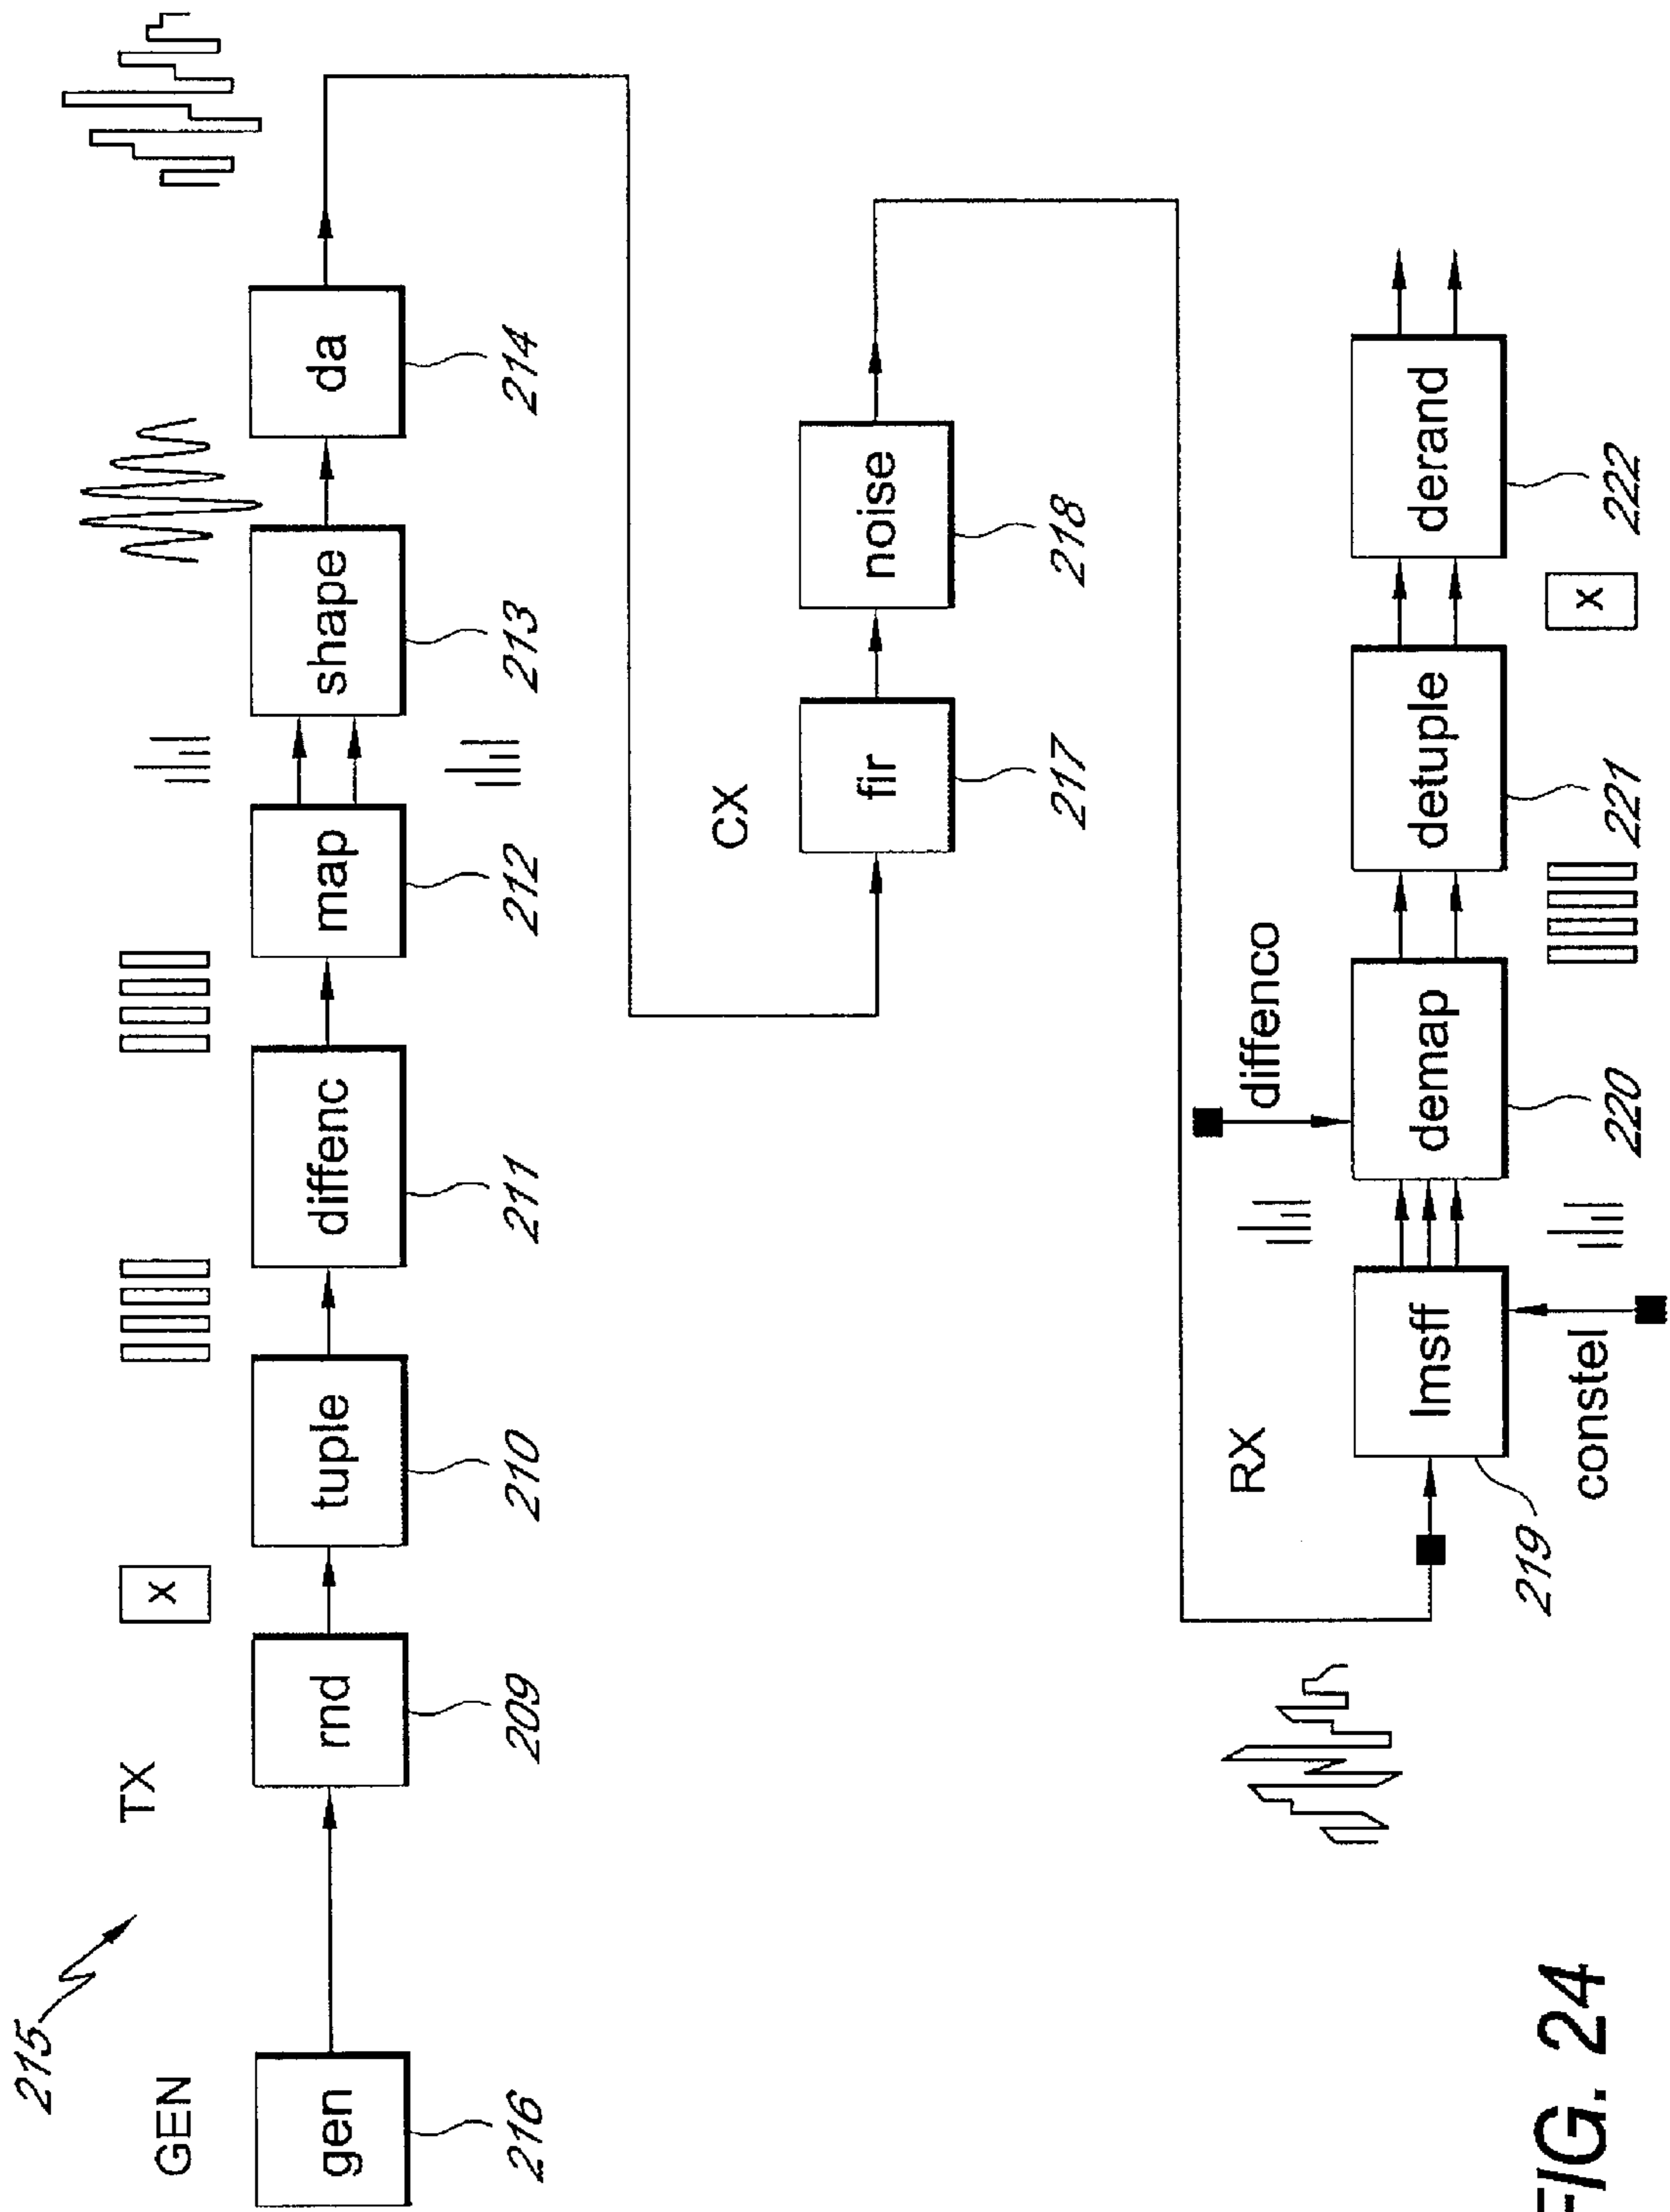 215
GEN
TX
gen
rnd
X
tuple
diffenc
map
shape
da
216
209
210
211
212
213
214
CX
fir
noise
217
218
RX
diffenco
lmsff
demap
detuple
derand
219
220
221
222
constel
X
FIG. 24